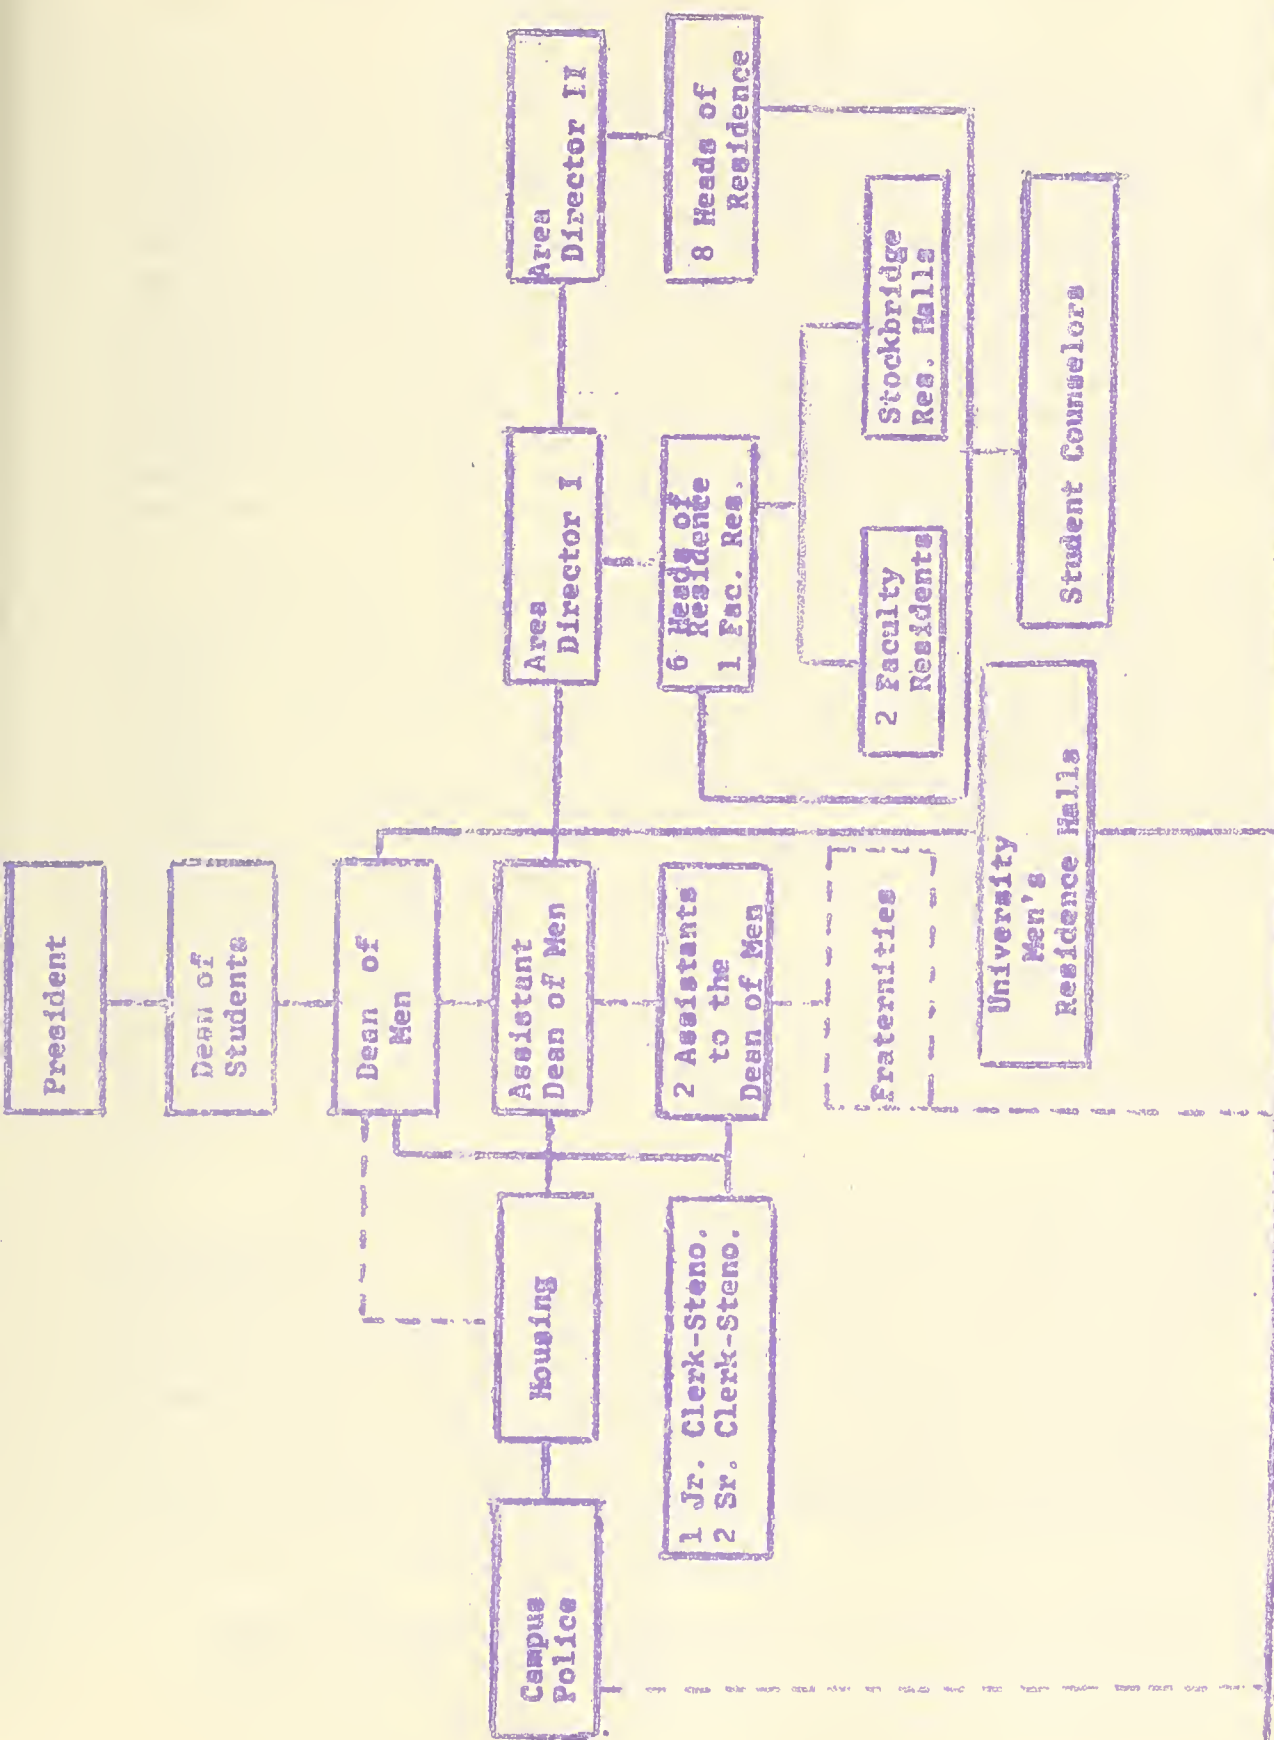 President
Dean of
Students
Dean of
Men
Assistant
Dean of Men
2 Assistants
to the
Dean of Men
Fraternities
Campus
Police
Housing
1 Jr. Clerk-Steno.
2 Sr. Clerk-Steno.
Area
Director I
Area
Director II
6 Heads of
Residence
1 Fac. Res.
8 Heads of
Residence
2 Faculty
Residents
Stockbridge
Res. Halls
University
Men's
Residence Halls
Student Counselors